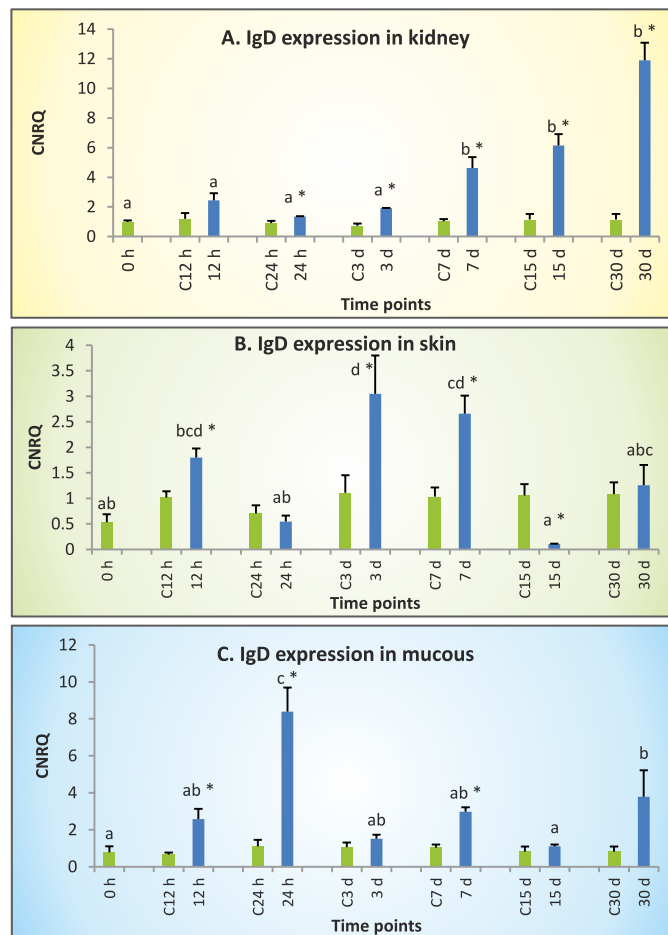 A. IgD expression in kidney
CNRQ
14
12
10
8
6
4
2
0
a
a
a *
a *
b *
b *
b *
0 h
C12 h
12 h
C24 h
24 h
C3 d
3 d
C7 d
7 d
C15 d
15 d
C30 d
30 d
Time points
B. IgD expression in skin
CNRQ
4
3.5
3
2.5
2
1.5
1
0.5
0
ab
bcd *
ab
d *
cd *
a *
abc
0 h
C12 h
12 h
C24 h
24 h
C3 d
3 d
C7 d
7 d
C15 d
15 d
C30 d
30 d
Time points
C. IgD expression in mucous
CNRQ
12
10
8
6
4
2
0
a
ab *
c *
ab
ab *
a
b
0 h
C12 h
12 h
C24 h
24 h
C3 d
3 d
C7 d
7 d
C15 d
15 d
C30 d
30 d
Time points